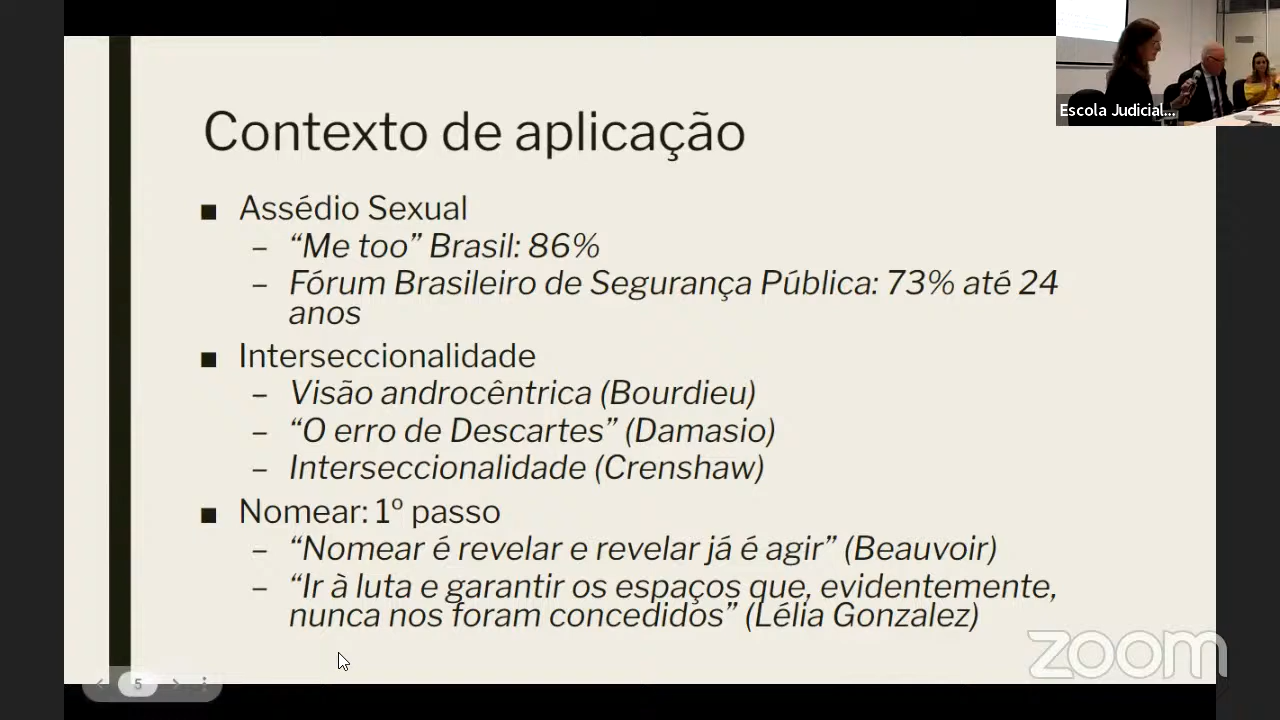 Contexto de aplicação
■ Assédio Sexual
– “Me too” Brasil: 86%
– Fórum Brasileiro de Segurança Pública: 73% até 24
anos
■ Interseccionalidade
– Visão androcêntrica (Bourdieu)
– “O erro de Descartes” (Damasio)
– Interseccionalidade (Crenshaw)
■ Nomear: 1º passo
– “Nomear é revelar e revelar já é agir” (Beauvoir)
– “Ir à luta e garantir os espaços que, evidentemente,
nunca nos foram concedidos” (Lélia Gonzalez)
Escola Judicial...
zoom
5